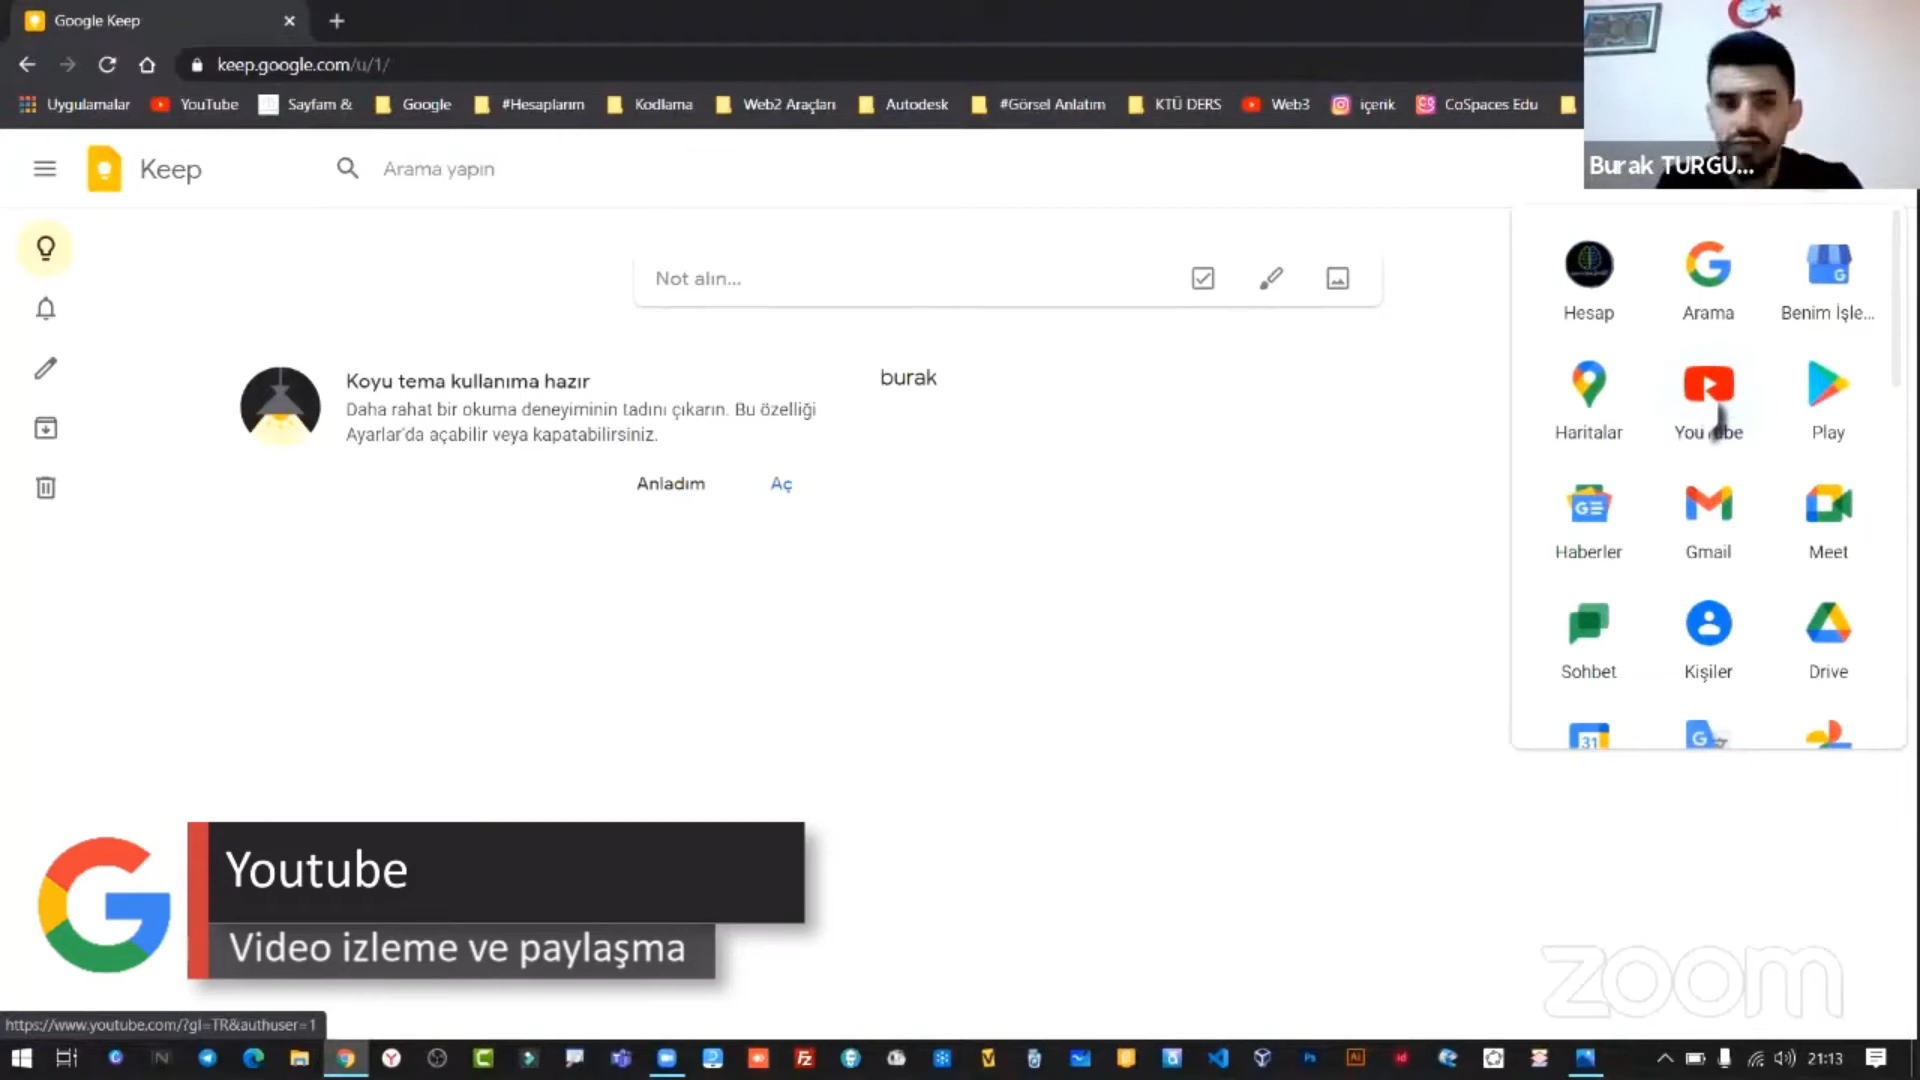 Google Keep
keep.google.com/u/1/
Uygulamalar
YouTube
Sayfam &
Google
#Hesaplarım
Kodlama
Web2 Araçları
Autodesk
#Görsel Anlatım
KTÜ DERS
Web3
içerik
CoSpaces Edu
Burak TURGU...
Keep
Arama yapın
Not alın...
Koyu tema kullanıma hazır
Daha rahat bir okuma deneyiminin tadını çıkarın. Bu özelliği
Ayarlar'da açabilir veya kapatabilirsiniz.
Anladım
Aç
burak
Hesap
Arama
Benim İşle...
Haritalar
YouTube
Play
Haberler
Gmail
Meet
Sohbet
Kişiler
Drive
31
Youtube
Video izleme ve paylaşma
zoom
https://www.youtube.com/?gl=TR&authuser=1
21:13